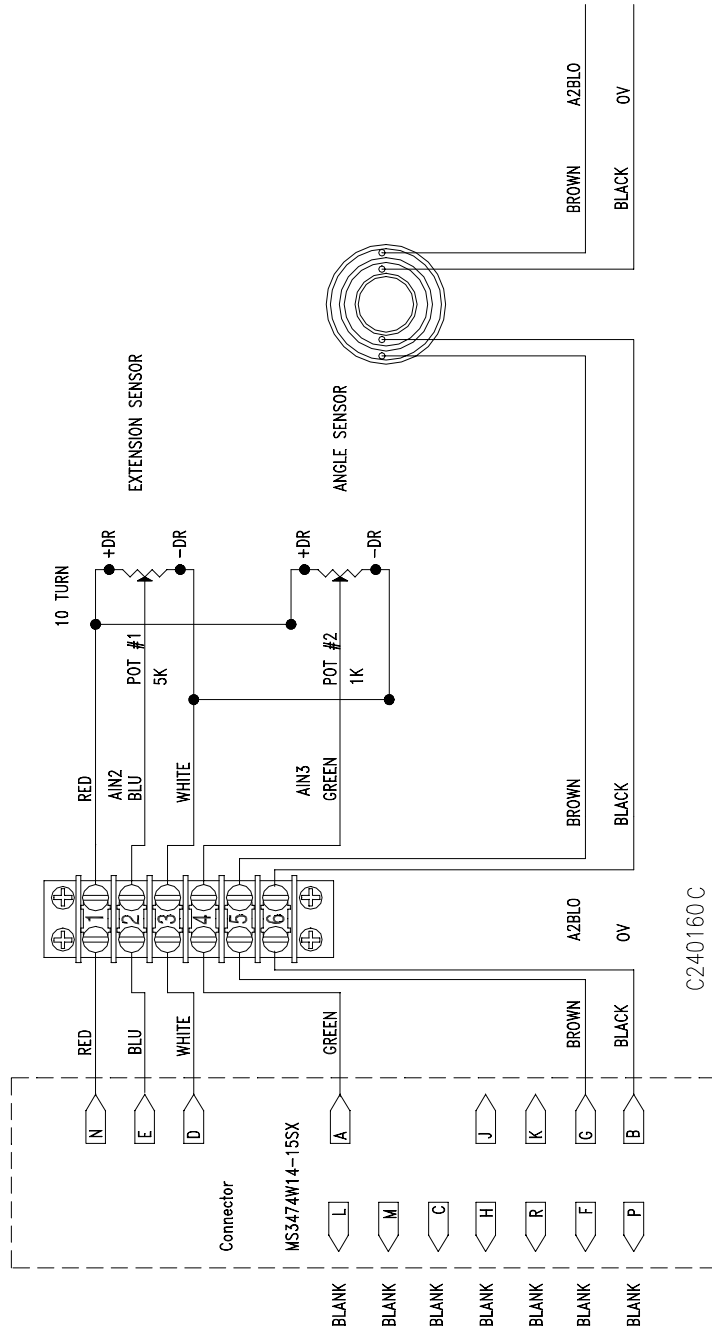 10 TURN
EXTENSION SENSOR
+DR
-DR
POT #1
5K
ANGLE SENSOR
+DR
-DR
POT #2
1K
RED
AIN2
BLU
WHITE
AIN3
GREEN
BROWN
BLACK
BROWN
A2BLO
BLACK
0V
1
2
3
4
5
6
RED
BLU
WHITE
GREEN
BROWN
A2BLO
BLACK
0V
Connector
MS3474W14-15SX
N
E
D
A
J
K
G
B
L
M
C
H
R
F
P
BLANK
BLANK
BLANK
BLANK
BLANK
BLANK
BLANK
C240160 C